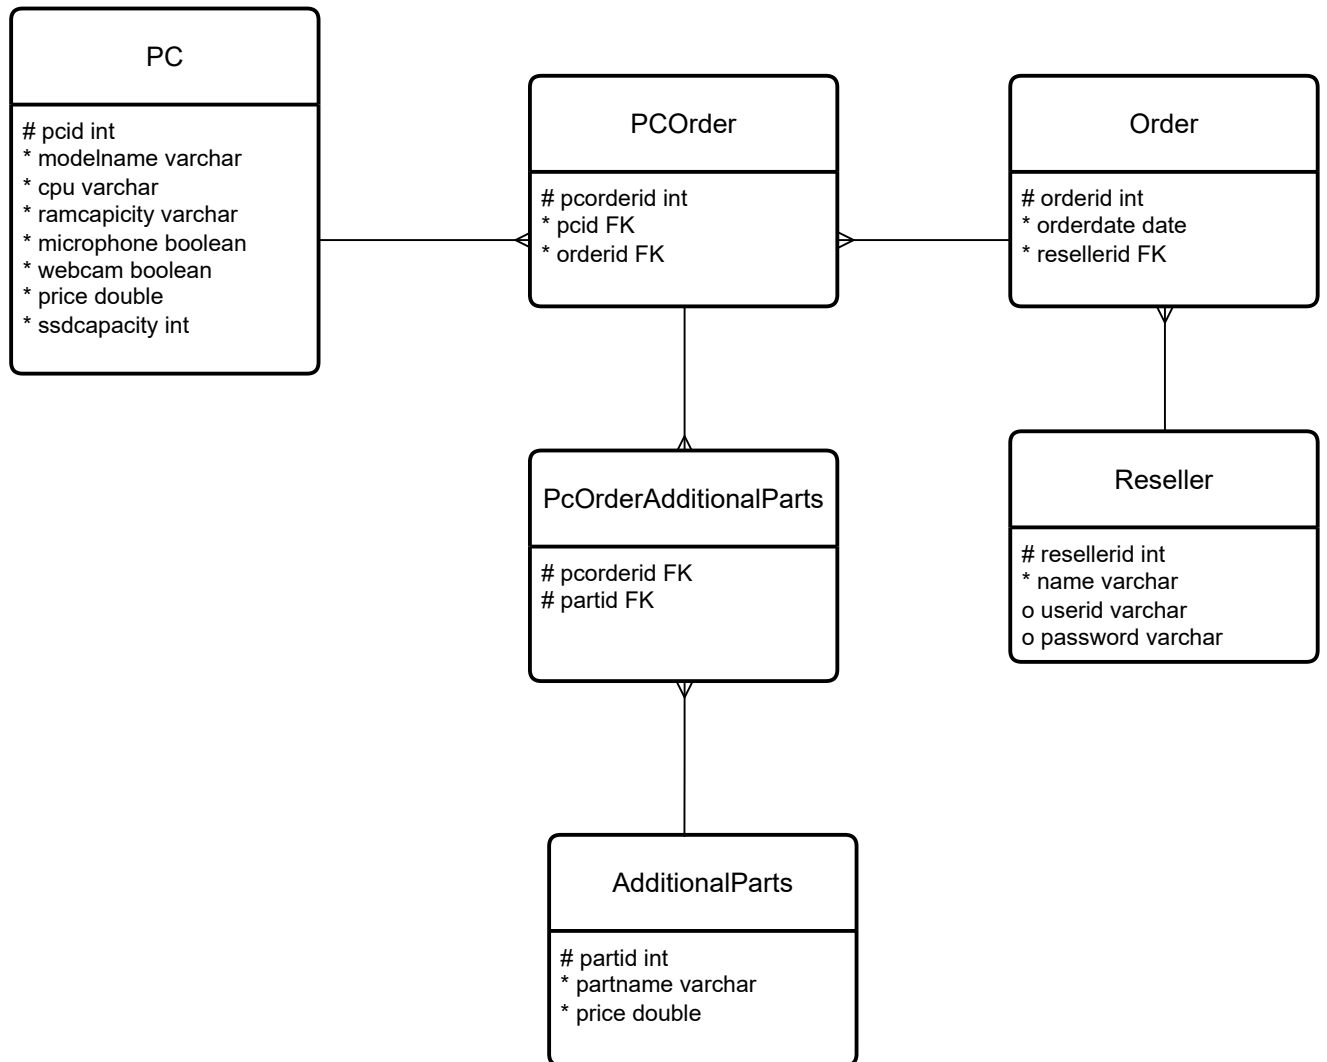 PC
# pcid int
* modelname varchar
* cpu varchar
* ramcapicity varchar
* microphone boolean
* webcam boolean
* price double
* ssdcapacity int
PCOrder
# pcorderid int
* pcid FK
* orderid FK
Order
# orderid int
* orderdate date
* resellerid FK
PcOrderAdditionalParts
# pcorderid FK
# partid FK
Reseller
# resellerid int
* name varchar
o userid varchar
o password varchar
AdditionalParts
# partid int
* partname varchar
* price double